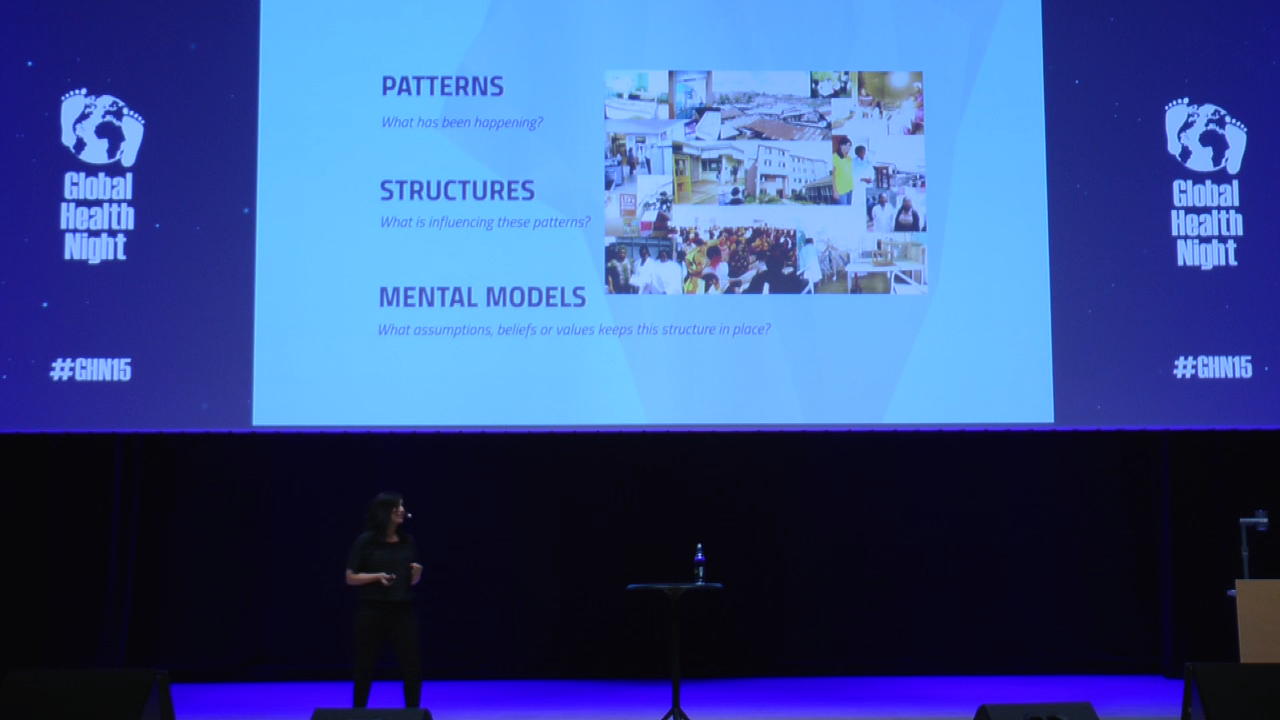 Global
Health
Night
#GHN15
PATTERNS
What has been happening?
STRUCTURES
What is influencing these patterns?
MENTAL MODELS
What assumptions, beliefs or values keeps this structure in place?
Global
Health
Night
#GHN15